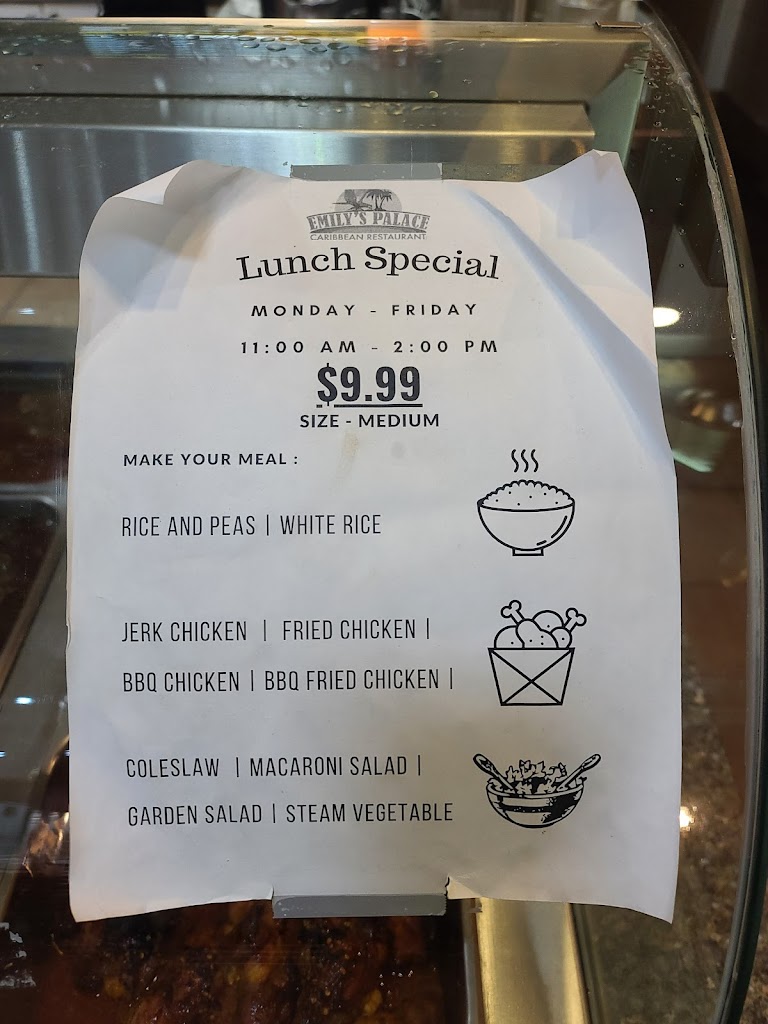 EMILY'S PALACE
CARIBBEAN RESTAURANT
Lunch Special
MONDAY - FRIDAY
11:00 AM - 2:00 PM
$9.99
SIZE - MEDIUM
MAKE YOUR MEAL :
RICE AND PEAS | WHITE RICE
JERK CHICKEN | FRIED CHICKEN |
BBQ CHICKEN | BBQ FRIED CHICKEN |
COLESLAW | MACARONI SALAD |
GARDEN SALAD | STEAM VEGETABLE